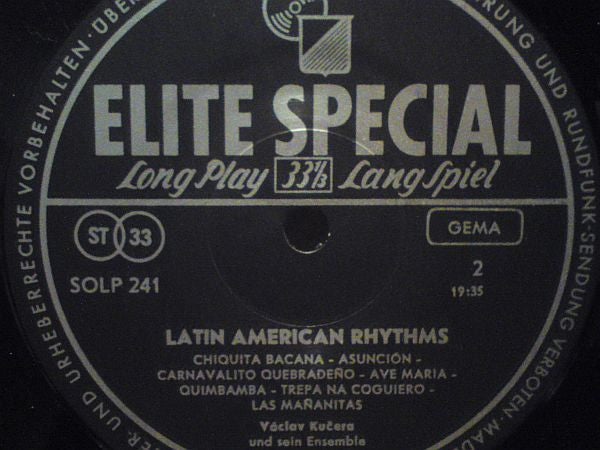 ELITE SPECIAL
Long Play 33⅓ Lang Spiel
ST 33
GEMA
SOLP 241
2
19:35
LATIN AMERICAN RHYTHMS
CHIQUITA BACANA - ASUNCIÓN -
CARNAVALITO QUEBRADEÑO - AVE MARIA -
QUIMBAMBA - TREPA NA COGUIERO -
LAS MAÑANITAS
Václav Kučera
und sein Ensemble
UND URHEBERRECHTE VORBEHALTEN
UND RUNDFUNK-SENDUNG VERBOTEN